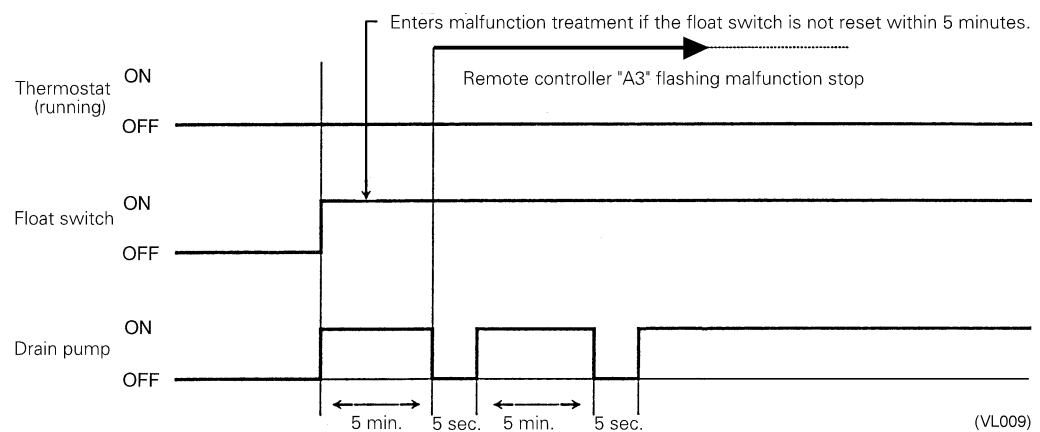 Enters malfunction treatment if the float switch is not reset within 5 minutes.
Remote controller "A3" flashing malfunction stop
Thermostat
(running)
ON
OFF
Float switch
ON
OFF
Drain pump
ON
OFF
5 min.
5 sec.
5 min.
5 sec.
(VL009)